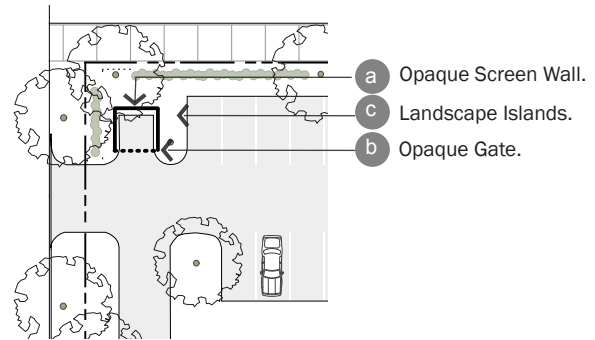 a Opaque Screen Wall.
c Landscape Islands.
b Opaque Gate.